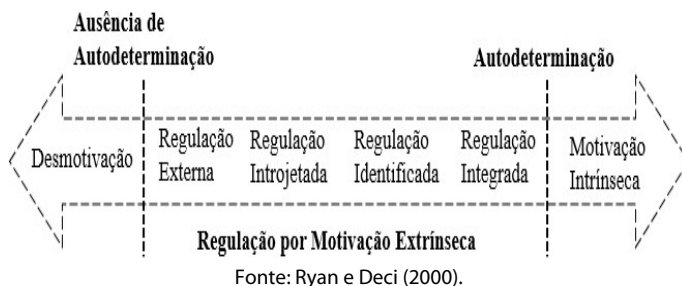 Ausência de
Autodeterminação
Autodeterminação
Desmotivação
Regulação
Externa
Regulação
Introjetada
Regulação
Identificada
Regulação
Integrada
Motivação
Intrínseca
Regulação por Motivação Extrínseca
Fonte: Ryan e Deci (2000).